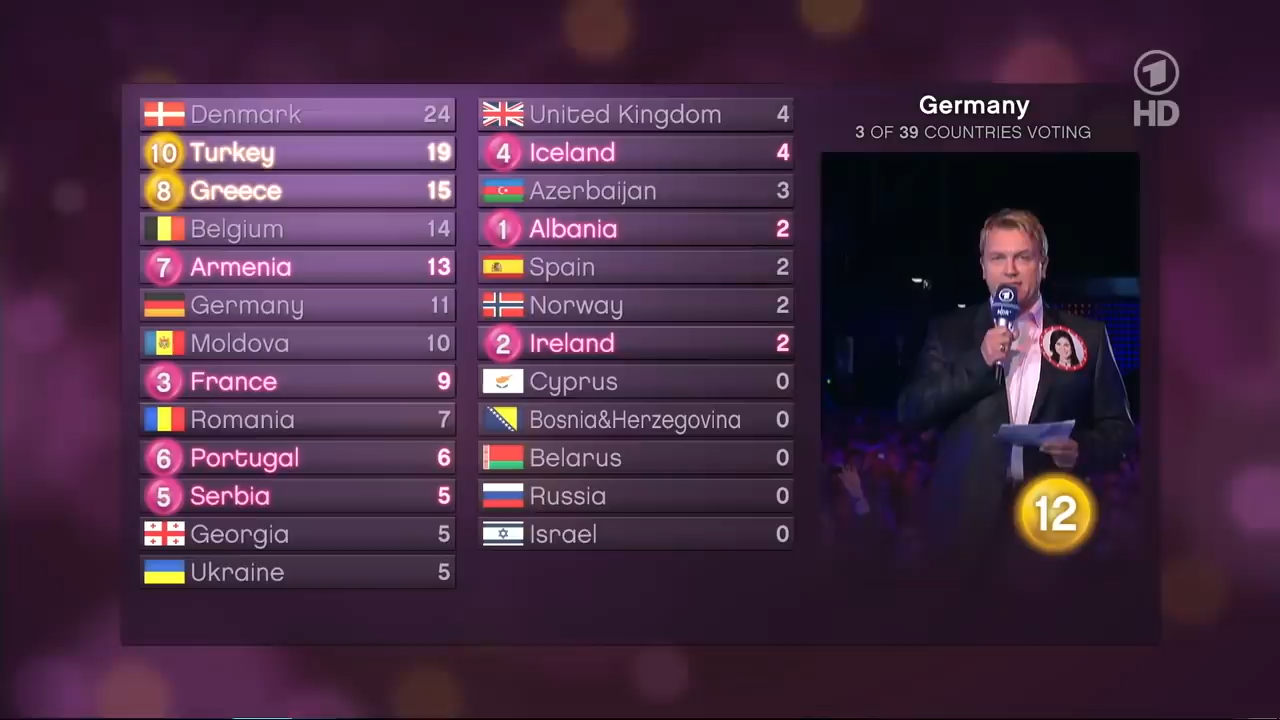 Denmark 24
10 Turkey 19
8 Greece 15
Belgium 14
7 Armenia 13
Germany 11
Moldova 10
3 France 9
Romania 7
6 Portugal 6
5 Serbia 5
Georgia 5
Ukraine 5
United Kingdom 4
4 Iceland 4
Azerbaijan 3
1 Albania 2
Spain 2
Norway 2
2 Ireland 2
Cyprus 0
Bosnia&Herzegovina 0
Belarus 0
Russia 0
Israel 0
Germany
3 OF 39 COUNTRIES VOTING
12
1
HD